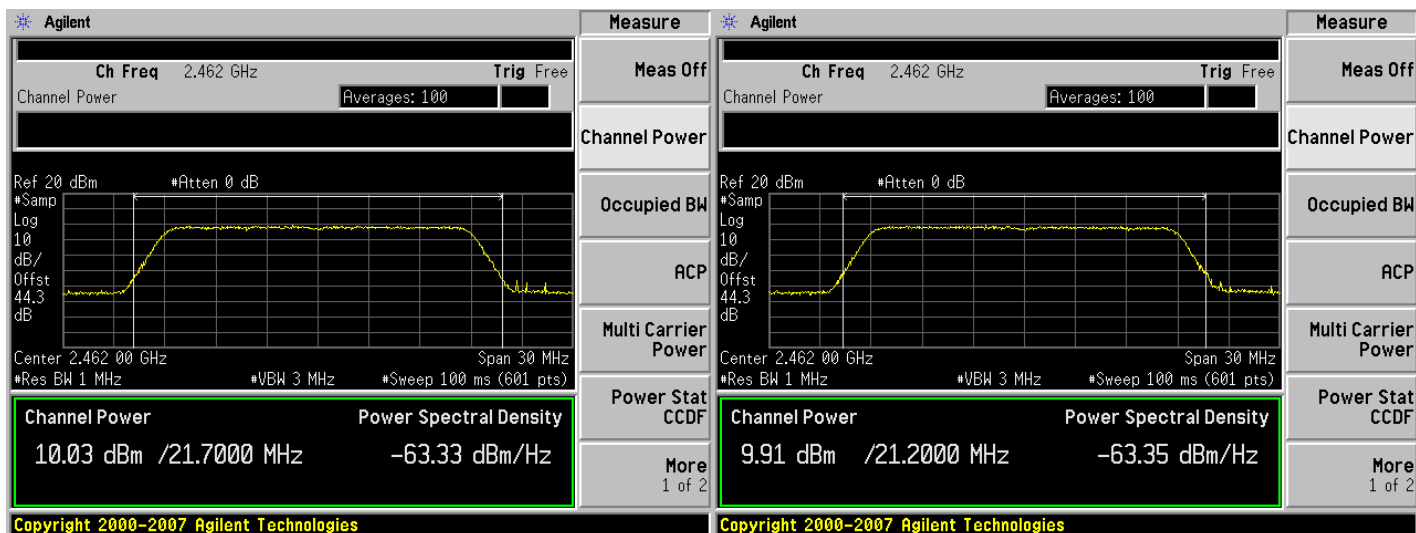 Agilent
Measure
Ch Freq 2.462 GHz Trig Free
Meas Off
Channel Power Averages: 100
Channel Power
Ref 20 dBm #Atten 0 dB
#Samp
Log
10
dB/
Offst
44.3
dB
Occupied BW
ACP
Multi Carrier
Power
Center 2.462 00 GHz Span 30 MHz
#Res BW 1 MHz #VBW 3 MHz #Sweep 100 ms (601 pts)
Power Stat
CCDF
Channel Power Power Spectral Density
10.03 dBm /21.7000 MHz -63.33 dBm/Hz
More
1 of 2
Copyright 2000-2007 Agilent Technologies
Agilent
Measure
Ch Freq 2.462 GHz Trig Free
Meas Off
Channel Power Averages: 100
Channel Power
Ref 20 dBm #Atten 0 dB
#Samp
Log
10
dB/
Offst
44.3
dB
Occupied BW
ACP
Multi Carrier
Power
Center 2.462 00 GHz Span 30 MHz
#Res BW 1 MHz #VBW 3 MHz #Sweep 100 ms (601 pts)
Power Stat
CCDF
Channel Power Power Spectral Density
9.91 dBm /21.2000 MHz -63.35 dBm/Hz
More
1 of 2
Copyright 2000-2007 Agilent Technologies